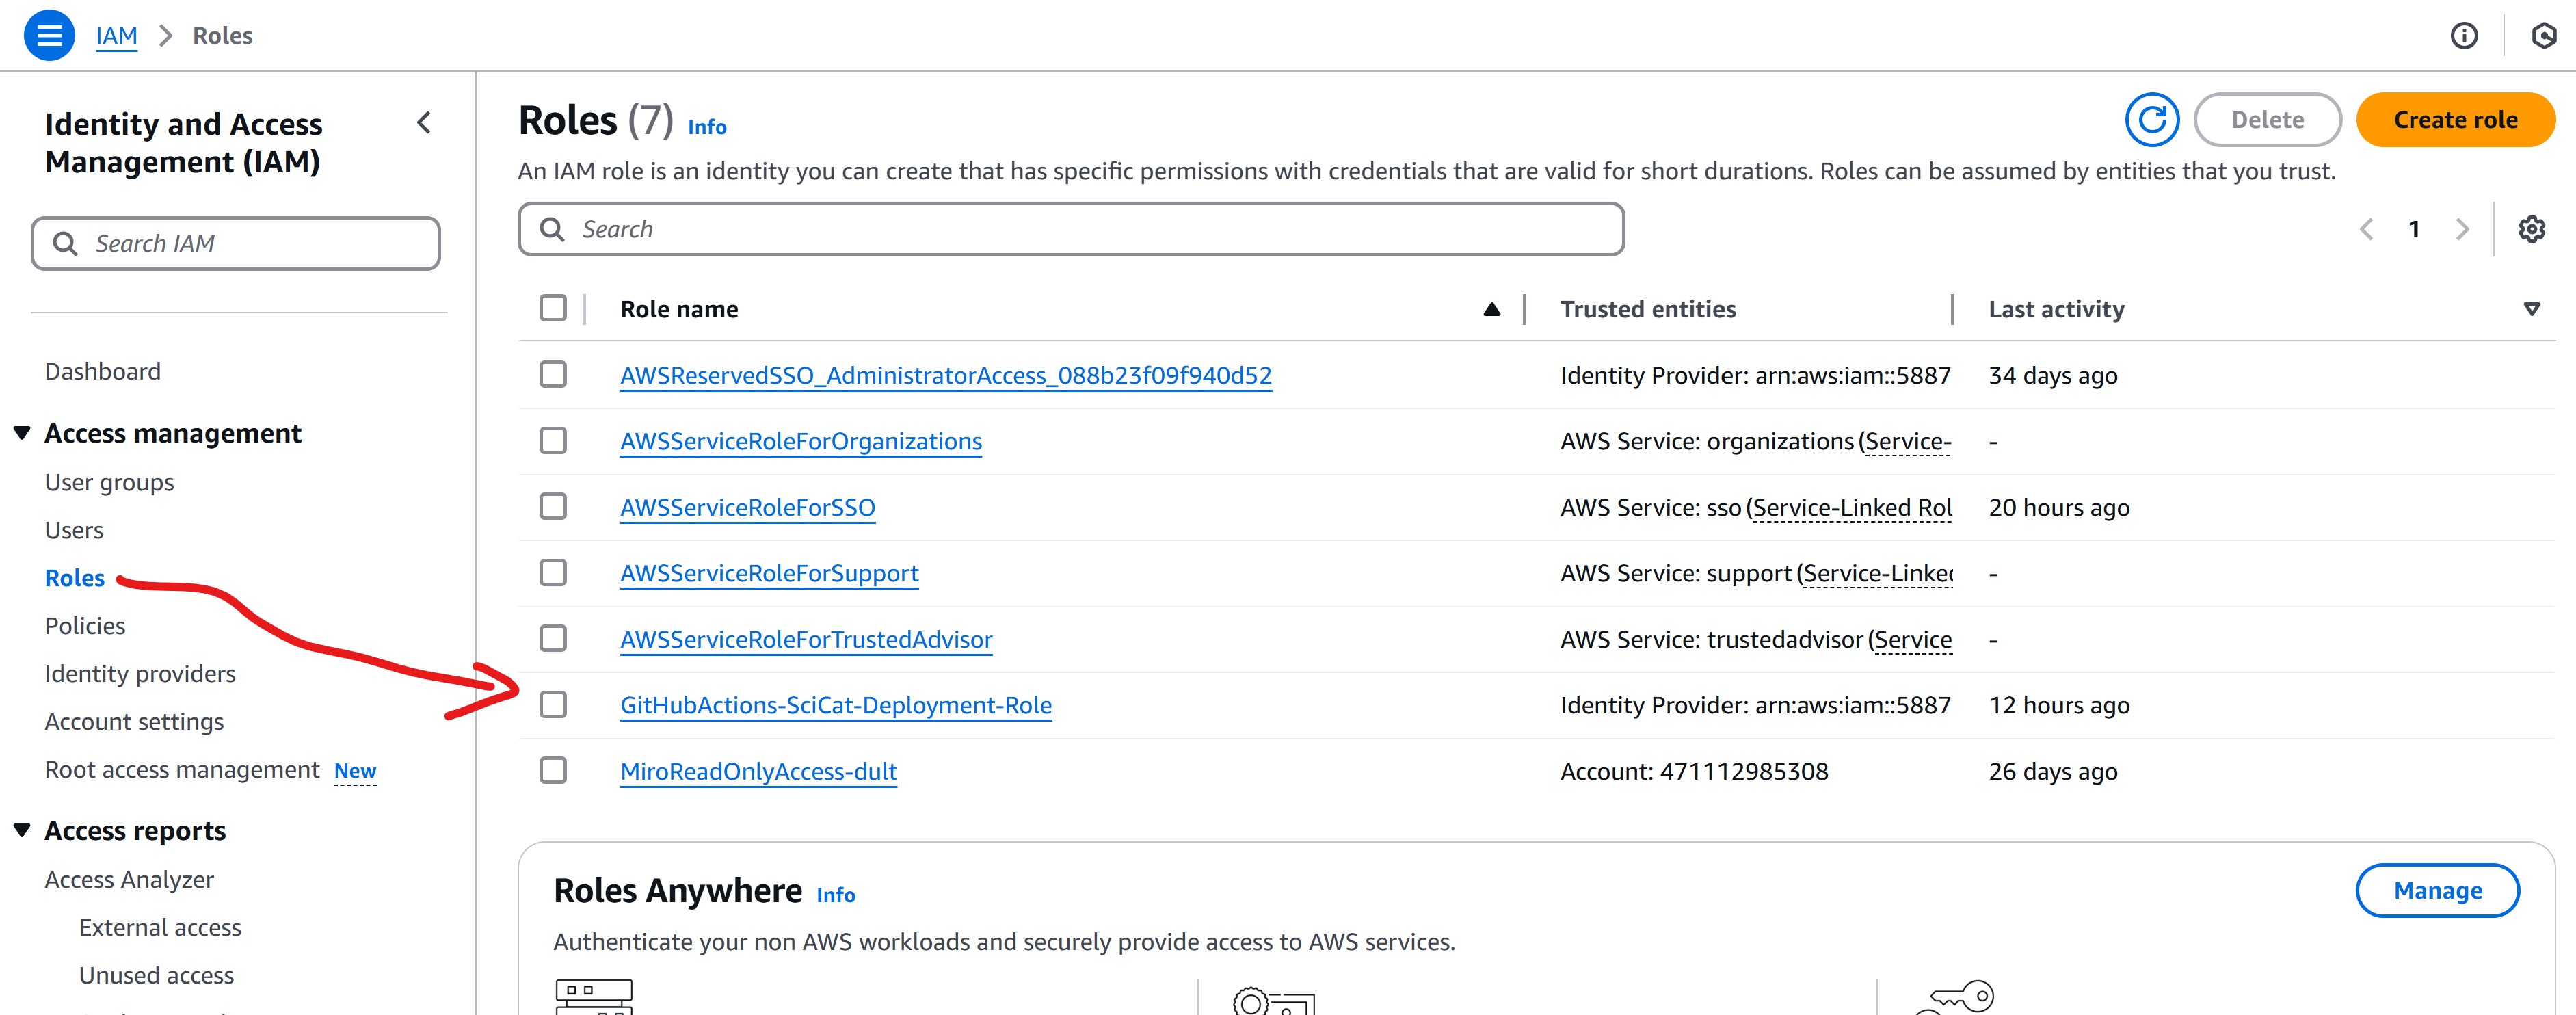 IAM > Roles
Identity and Access
Management (IAM)
Search IAM
Dashboard
Access management
User groups
Users
Roles
Policies
Identity providers
Account settings
Root access management New
Access reports
Access Analyzer
External access
Unused access
Roles (7) Info
Delete
Create role
An IAM role is an identity you can create that has specific permissions with credentials that are valid for short durations. Roles can be assumed by entities that you trust.
Search
1
Role name Trusted entities Last activity
AWSReservedSSO_AdministratorAccess_088b23f09f940d52 Identity Provider: arn:aws:iam::5887 34 days ago
AWSServiceRoleForOrganizations AWS Service: organizations (Service- -
AWSServiceRoleForSSO AWS Service: sso (Service-Linked Rol 20 hours ago
AWSServiceRoleForSupport AWS Service: support (Service-Linked -
AWSServiceRoleForTrustedAdvisor AWS Service: trustedadvisor (Service -
GitHubActions-SciCat-Deployment-Role Identity Provider: arn:aws:iam::5887 12 hours ago
MiroReadOnlyAccess-dult Account: 471112985308 26 days ago
Roles Anywhere Info
Manage
Authenticate your non AWS workloads and securely provide access to AWS services.